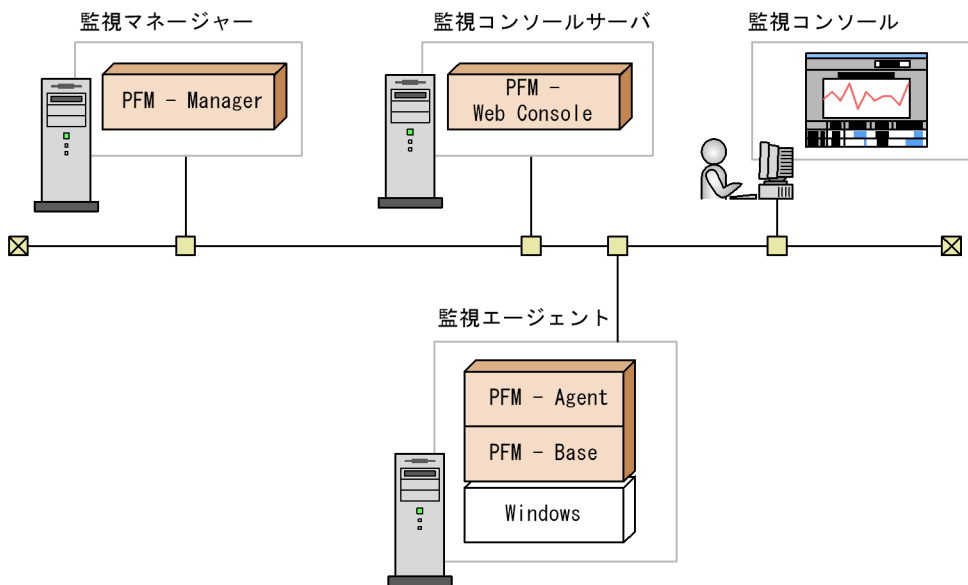 監視マネージャー
監視コンソールサーバ
監視コンソール
PFM - Manager
PFM -
Web Console
監視エージェント
PFM - Agent
PFM - Base
Windows